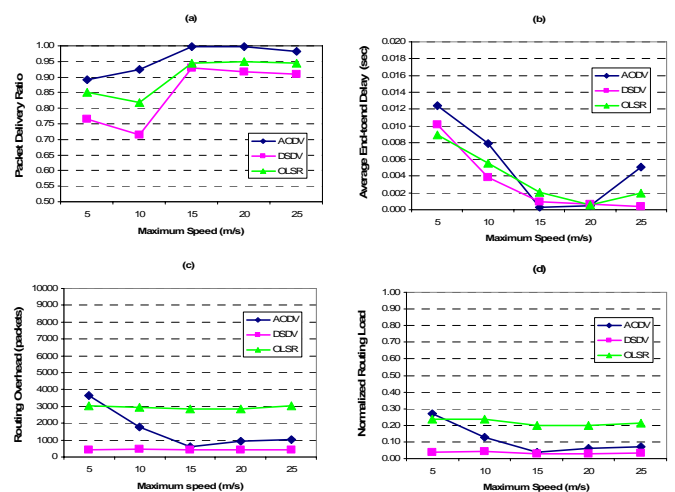 (a)
Packet Delivery Ratio
1.00
0.95
0.90
0.85
0.80
0.75
0.70
0.65
0.60
0.55
0.50
AODV
DSDV
OLSR
5 10 15 20 25
Maximum Speed (m/s)
(b)
Average End-to-end Delay (sec)
0.020
0.018
0.016
0.014
0.012
0.010
0.008
0.006
0.004
0.002
0.000
AODV
DSDV
OLSR
5 10 15 20 25
Maximum Speed (m/s)
(c)
Routing Overhead (packets)
10000
9000
8000
7000
6000
5000
4000
3000
2000
1000
0
AODV
DSDV
OLSR
5 10 15 20 25
Maximum speed (m/s)
(d)
Normalized Routing Load
1.00
0.90
0.80
0.70
0.60
0.50
0.40
0.30
0.20
0.10
0.00
AODV
DSDV
OLSR
5 10 15 20 25
Maximum Speed (m/s)